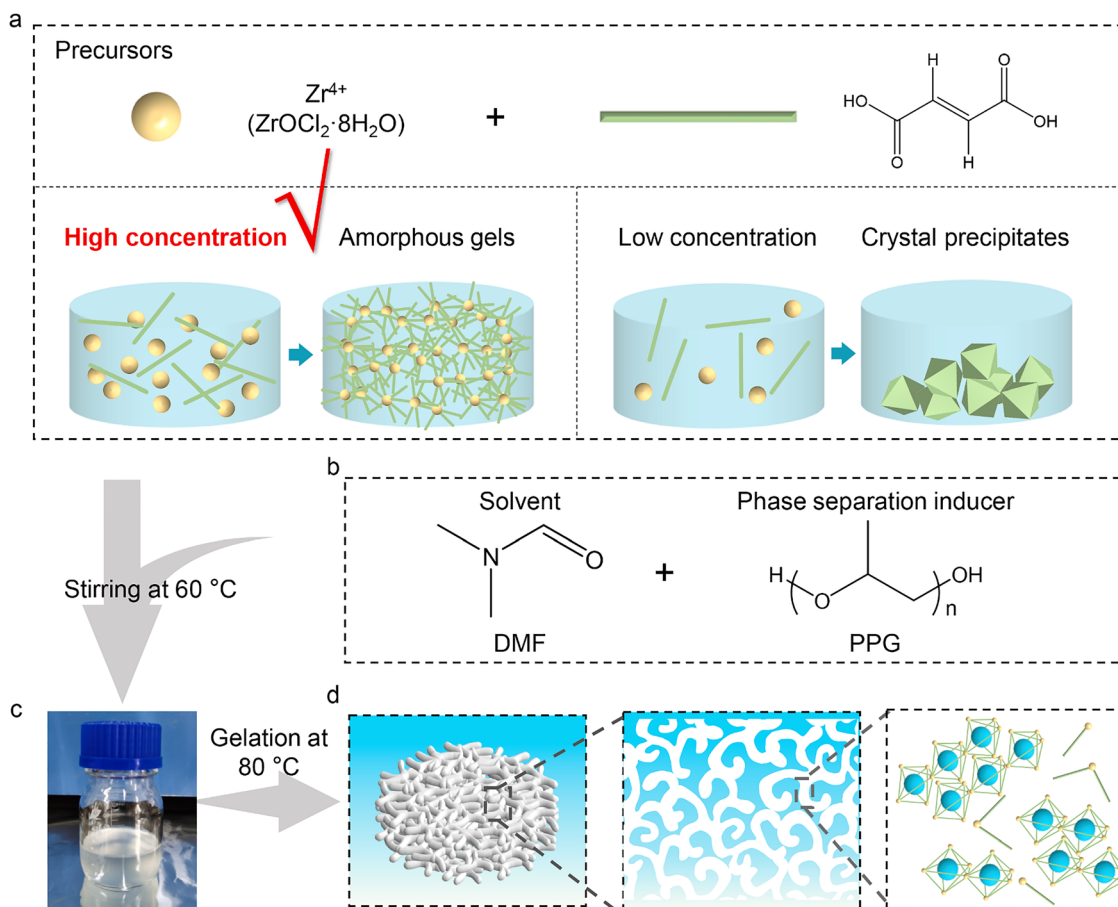 a
Precursors
Zr⁴⁺
(ZrOCl₂·8H₂O)
+
H
O
HO
OH
O
H
High concentration
Amorphous gels
Low concentration
Crystal precipitates
b
Solvent
Phase separation inducer
N
O
+
H
O
n
OH
DMF
PPG
Stirring at 60 °C
c
Gelation at
80 °C
d